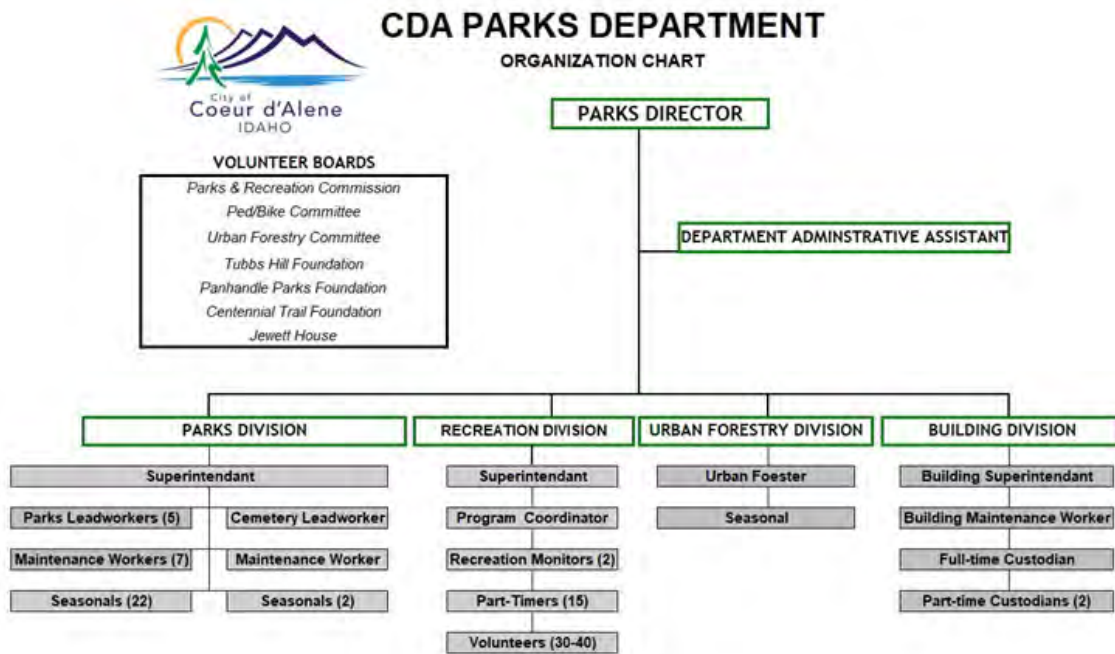 CDA PARKS DEPARTMENT
ORGANIZATION CHART
City of
Coeur d'Alene
IDAHO
PARKS DIRECTOR
VOLUNTEER BOARDS
Parks & Recreation Commission
Ped/Bike Committee
Urban Forestry Committee
Tubbs Hill Foundation
Panhandle Parks Foundation
Centennial Trail Foundation
Jewett House
DEPARTMENT ADMINSTRATIVE ASSISTANT
PARKS DIVISION
Superintendant
Parks Leadworkers (5)
Cemetery Leadworker
Maintenance Workers (7)
Maintenance Worker
Seasonals (22)
Seasonals (2)
RECREATION DIVISION
Superintendant
Program Coordinator
Recreation Monitors (2)
Part-Timers (15)
Volunteers (30-40)
URBAN FORESTRY DIVISION
Urban Foester
Seasonal
BUILDING DIVISION
Building Superintendant
Building Maintenance Worker
Full-time Custodian
Part-time Custodians (2)